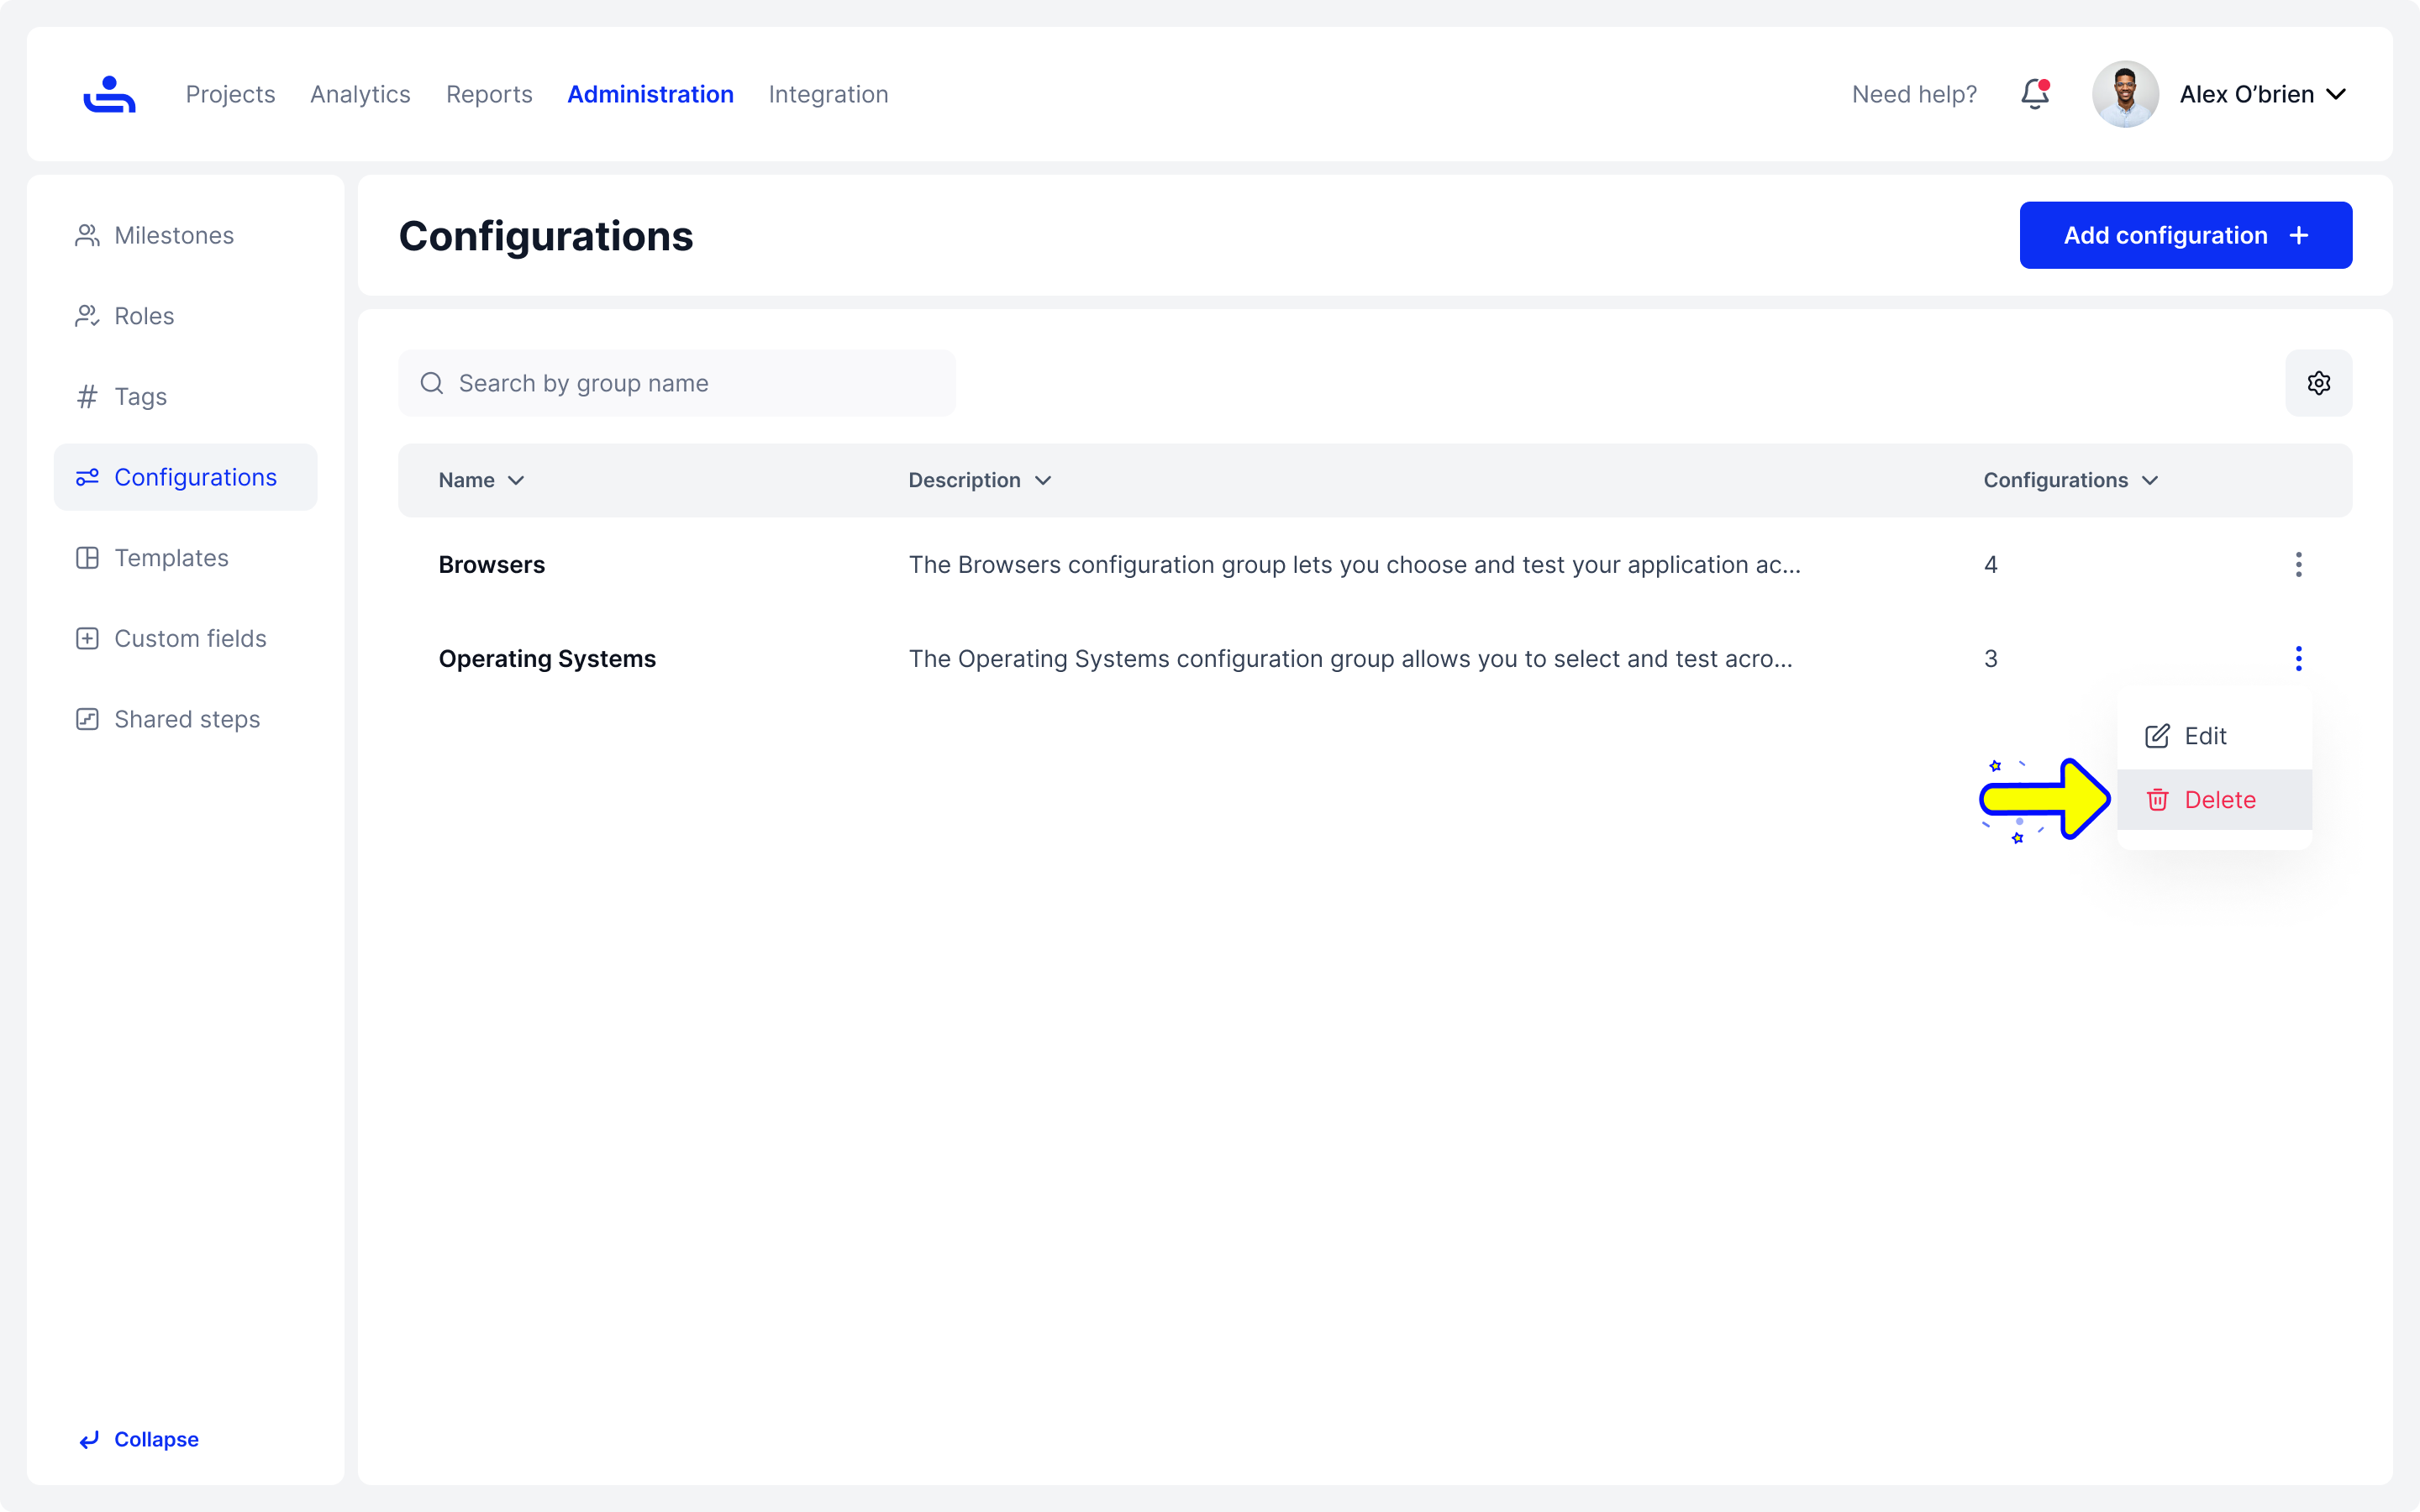 Projects Analytics Reports Administration Integration Need help? Alex O’brien
Milestones
Roles
Tags
Configurations
Templates
Custom fields
Shared steps
Collapse
Configurations
Add configuration
Search by group name
Name Description Configurations
Browsers The Browsers configuration group lets you choose and test your application ac... 4
Operating Systems The Operating Systems configuration group allows you to select and test acro... 3
Edit
Delete